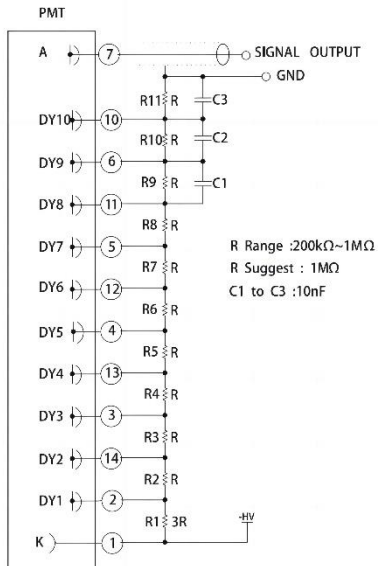 PMT
A 7 SIGNAL OUTPUT
GND
R11 R C3
DY10 10
R10 R C2
DY9 6
R9 R C1
DY8 11
R8 R
DY7 5
R7 R
DY6 12
R6 R
DY5 4
R5 R
DY4 13
R4 R
DY3 3
R3 R
DY2 14
R2 R
DY1 2
R1 3R
-HV
K 1
R Range :200kΩ~1MΩ
R Suggest : 1MΩ
C1 to C3 :10nF